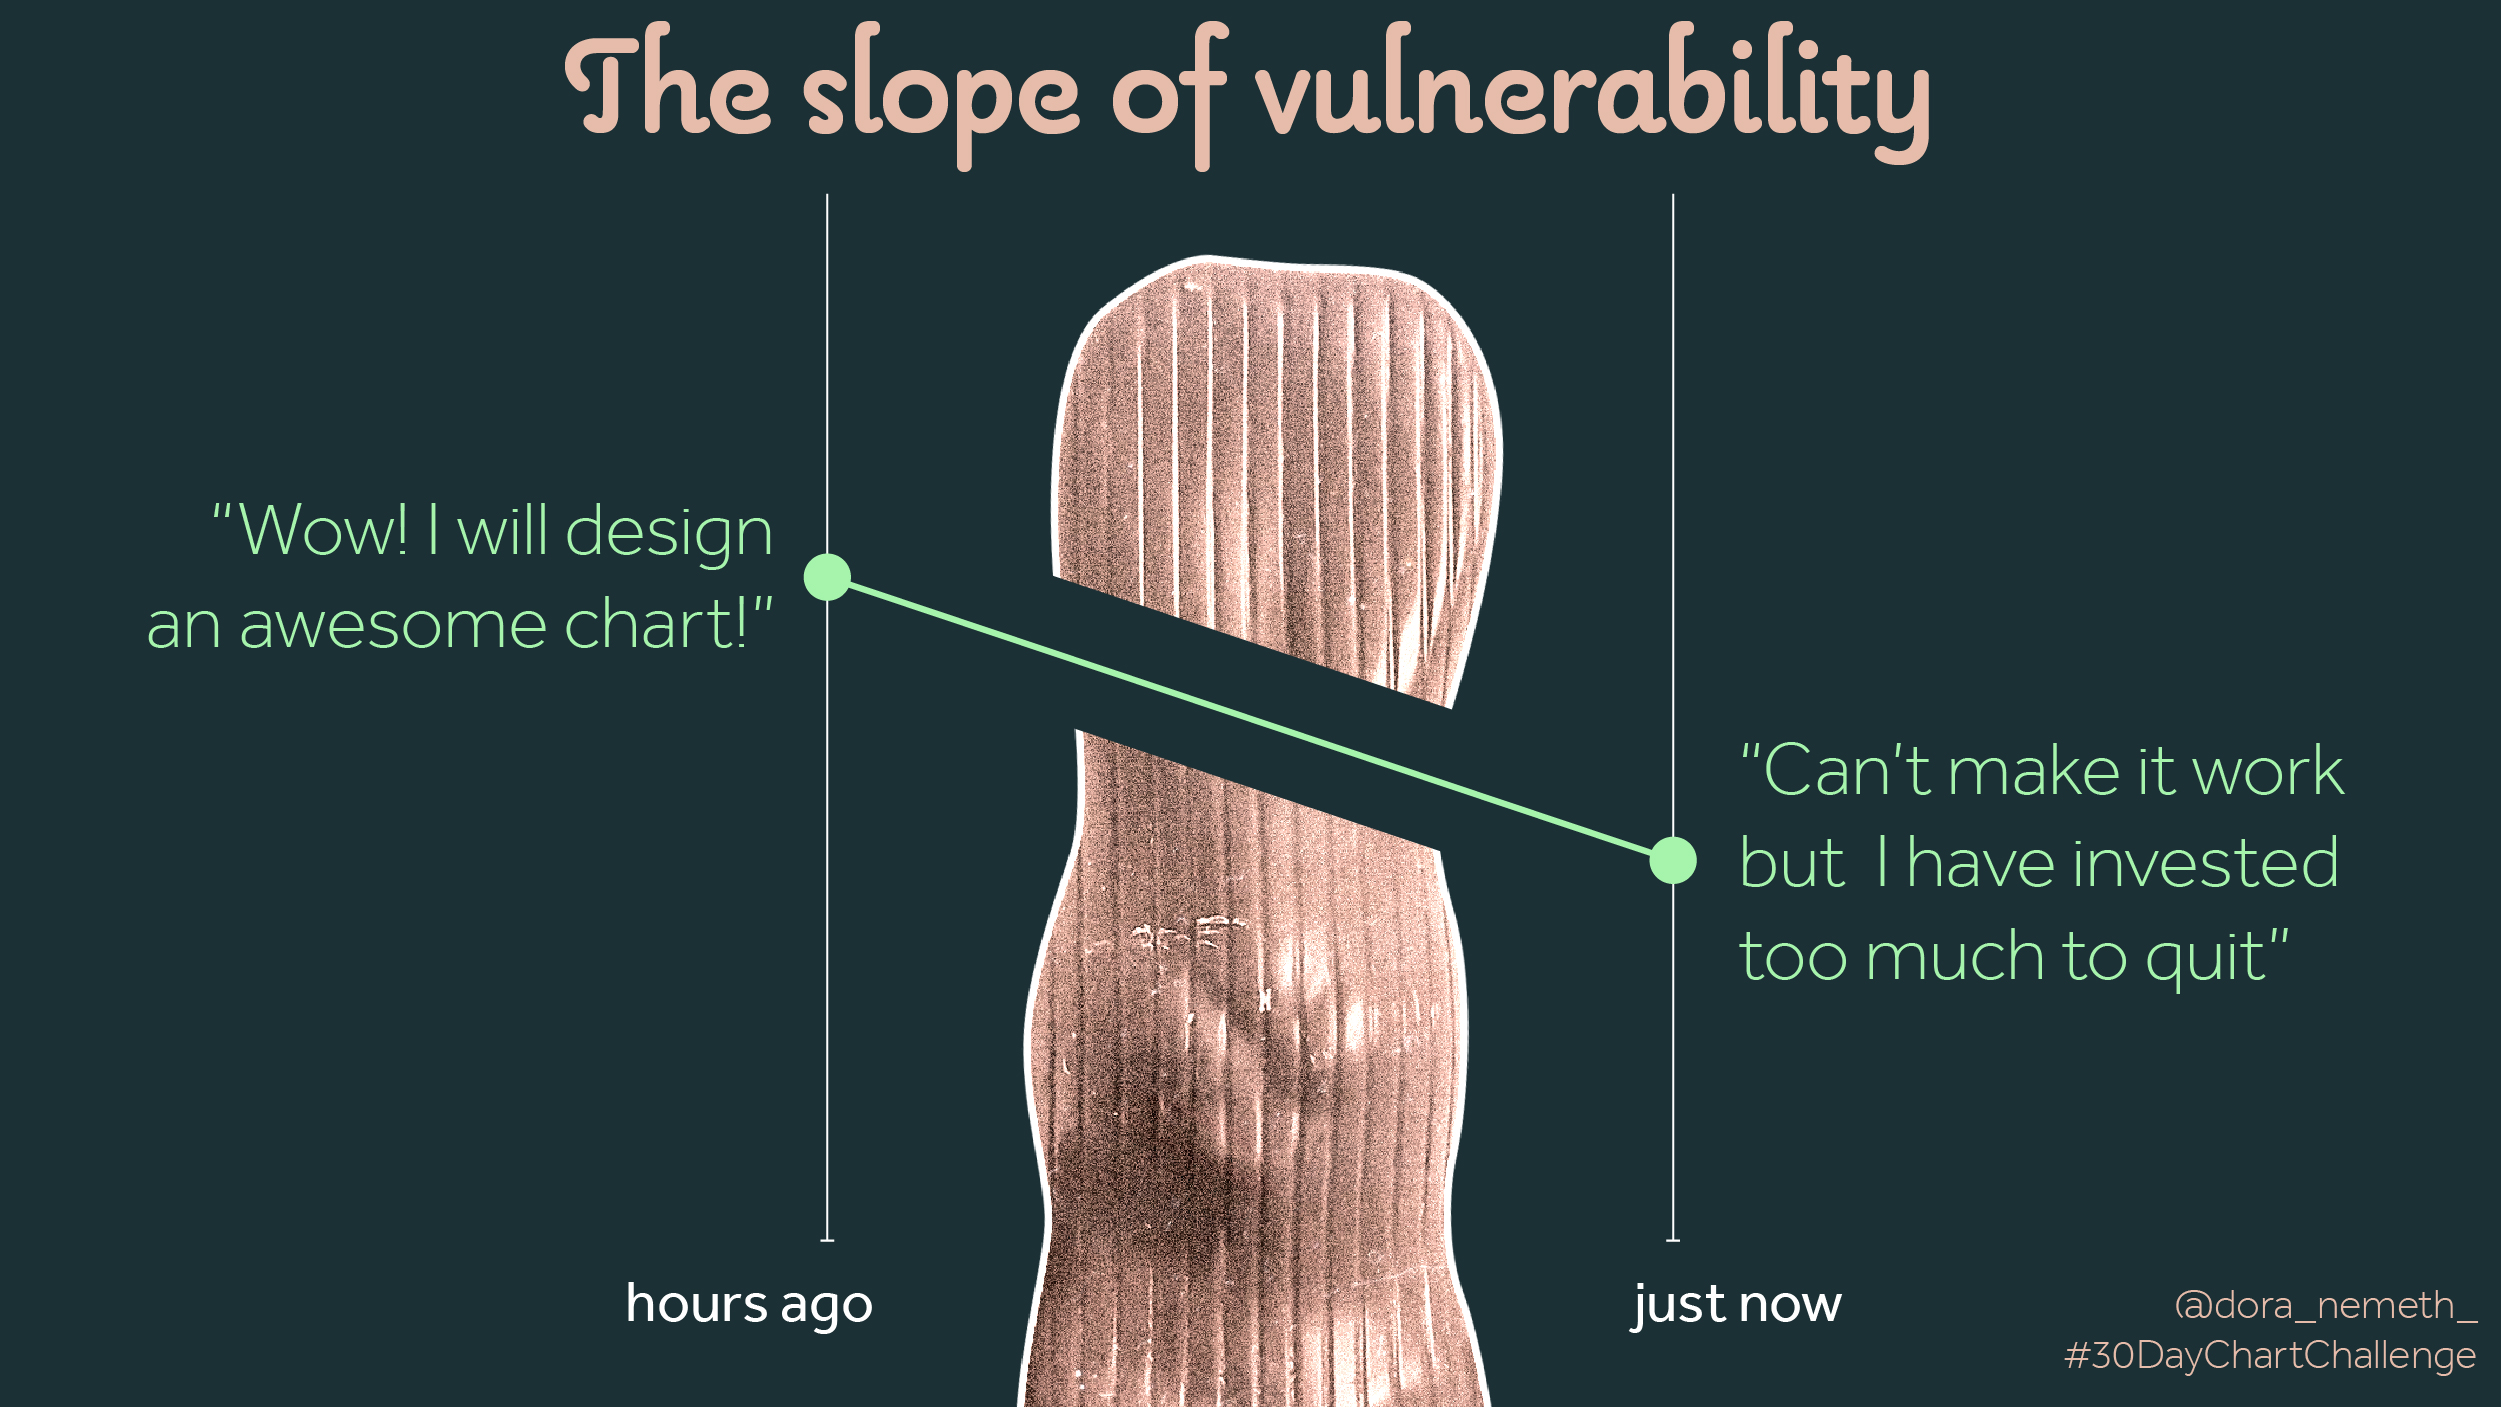 The slope of vulnerability
"Wow! I will design
an awesome chart!"
"Can't make it work
but I have invested
too much to quit"
hours ago
just now
@dora_nemeth_
#30DayChartChallenge